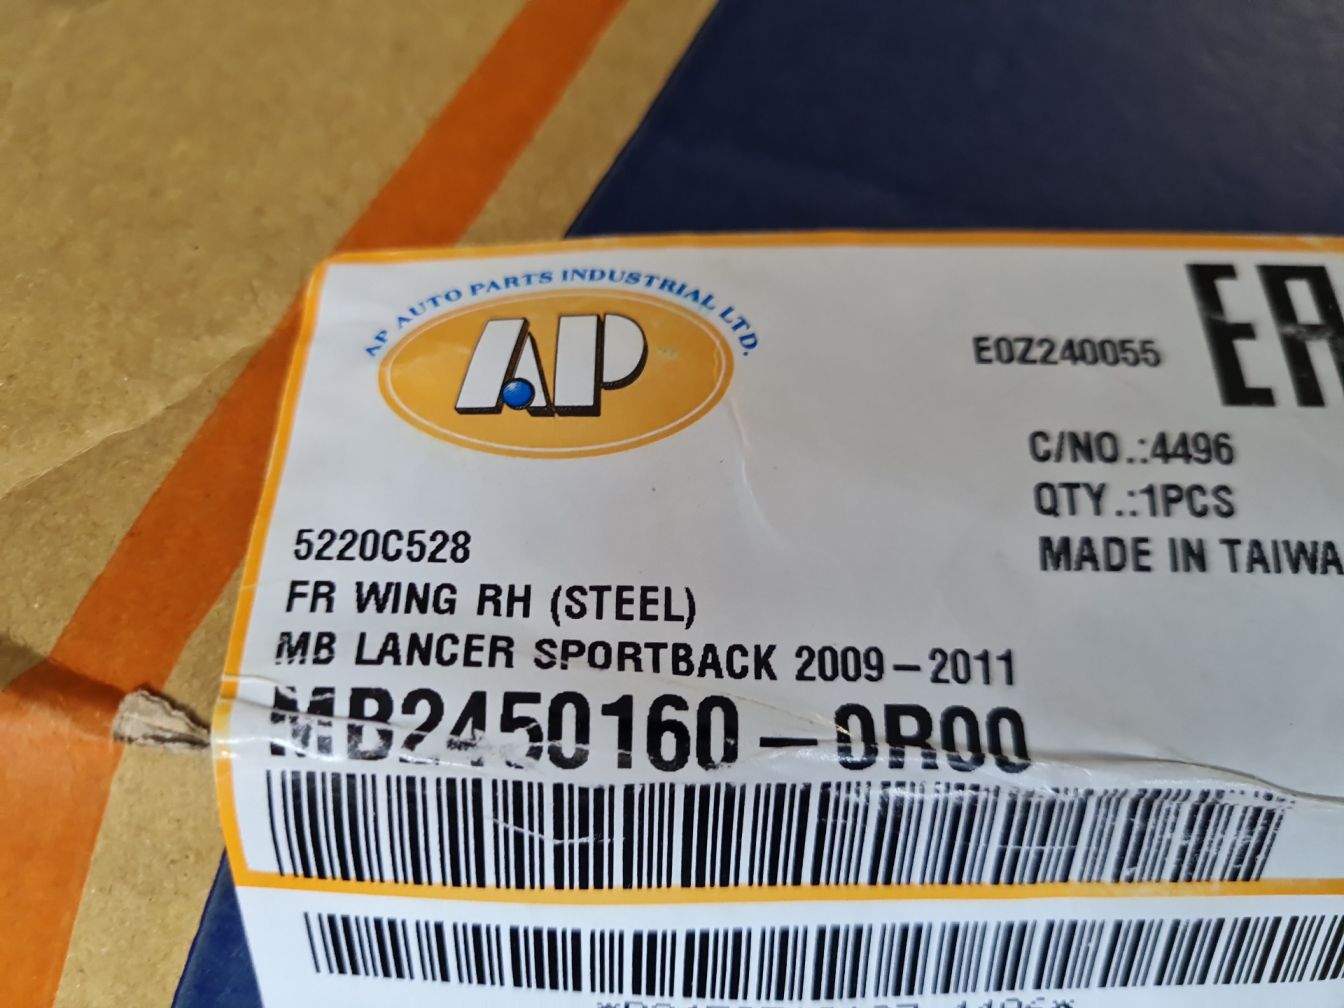 AP AUTO PARTS INDUSTRIAL LTD.
AP
E0Z240055
C/NO.:4496
QTY.:1PCS
MADE IN TAIWA
5220C528
FR WING RH (STEEL)
MB LANCER SPORTBACK 2009-2011
MB2450160-0R00